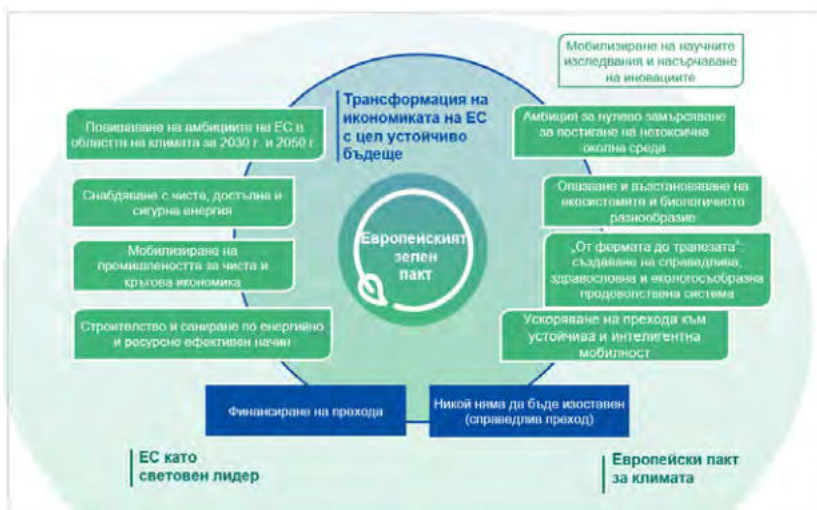 Мобилизиране на научните
изследвания и насърчаване
на иновациите
Трансформация на
икономиката на ЕС
с цел устойчиво
бъдеще
Повишаване на амбициите на ЕС в
областта на климата за 2030 г. и 2050 г.
Снабдяване с чиста, достъпна и
сигурна енергия
Мобилизиране на
промишлеността за чиста и
кръгова икономика
Строителство и саниране по енергийно
и ресурсно ефективен начин
Европейският
зелен
пакт
Амбиция за нулево замърсяване
за постигане на нетоксична
околна среда
Опазване и възстановяване на
екосистемите и биологичното
разнообразие
„От фермата до трапезата“:
създаване на справедлива,
здравословна и екологосъобразна
продоволствена система
Ускоряване на прехода към
устойчива и интелигентна
мобилност
Финансиране на прехода
Никой няма да бъде изоставен
(справедлив преход)
ЕС като
световен лидер
Европейски пакт
за климата